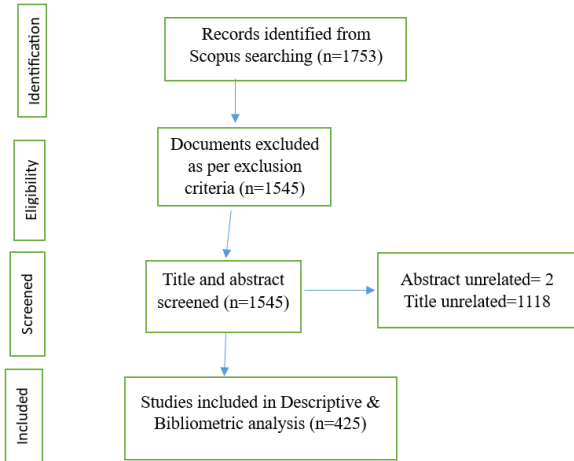 Identification
Records identified from
Scopus searching (n=1753)
Eligibility
Documents excluded
as per exclusion
criteria (n=1545)
Screened
Title and abstract
screened (n=1545)
Abstract unrelated= 2
Title unrelated=1118
Included
Studies included in Descriptive &
Bibliometric analysis (n=425)